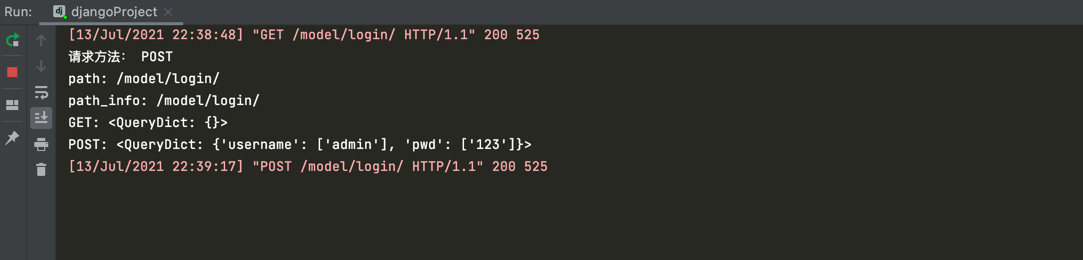 Run: dj djangoProject ×
[13/Jul/2021 22:38:48] "GET /model/login/ HTTP/1.1" 200 525
请求方法: POST
path: /model/login/
path_info: /model/login/
GET: <QueryDict: {}>
POST: <QueryDict: {'username': ['admin'], 'pwd': ['123']}>
[13/Jul/2021 22:39:17] "POST /model/login/ HTTP/1.1" 200 525